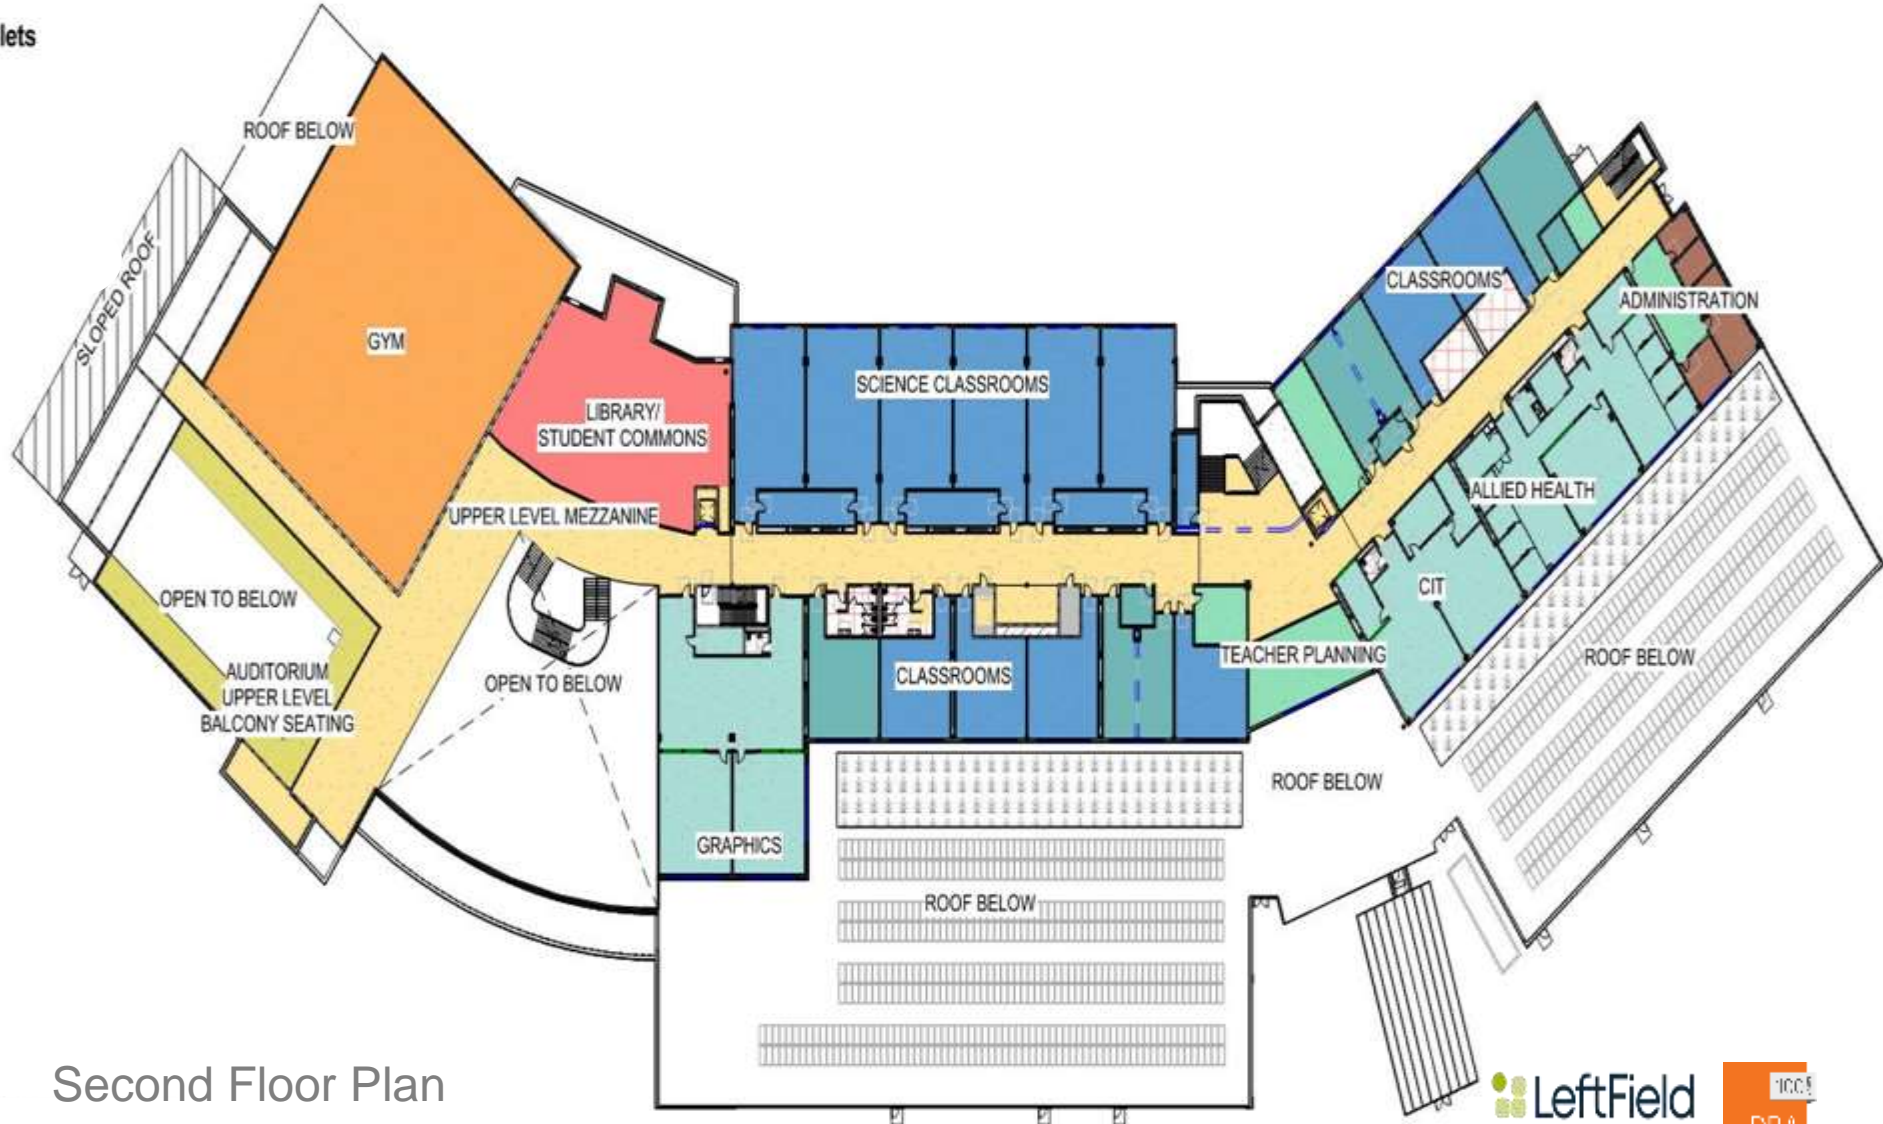 lets
ROOF BELOW
SLOPED ROOF
GYM
LIBRARY/
STUDENT COMMONS
SCIENCE CLASSROOMS
CLASSROOMS
ADMINISTRATION
UPPER LEVEL MEZZANINE
ALLIED HEALTH
OPEN TO BELOW
CIT
AUDITORIUM
UPPER LEVEL
BALCONY SEATING
OPEN TO BELOW
CLASSROOMS
TEACHER PLANNING
ROOF BELOW
ROOF BELOW
GRAPHICS
ROOF BELOW
Second Floor Plan
LeftField